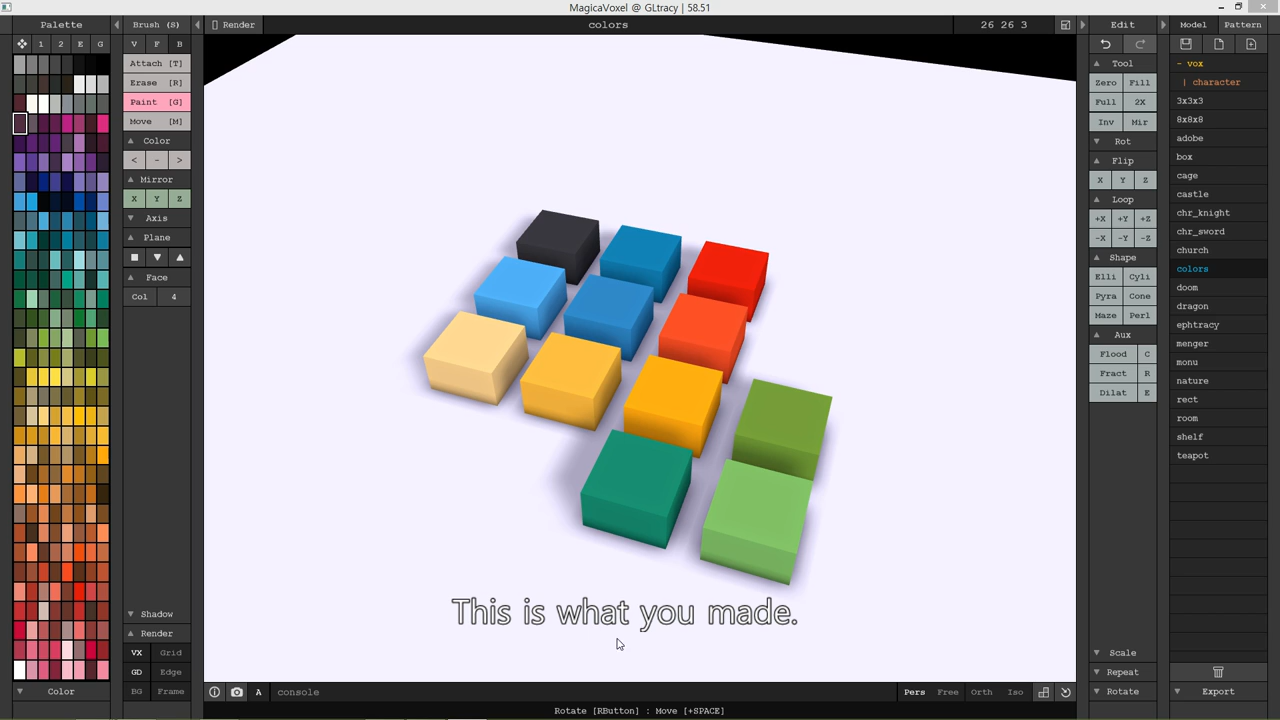 MagicaVoxel @ GLtracy | 58.51
Palette
Brush (S)
Render
colors
26 26 3
Edit
Model
Pattern
1 2 E G
V F B
Attach [T]
Erase [R]
Paint [G]
Move [M]
Color
< - >
Mirror
X Y Z
Axis
Plane
Face
Col 4
Shadow
Render
VX Grid
GD Edge
BG Frame
Color
This is what you made.
A console
Pers Free Orth Iso
Rotate [RButton] : Move [+SPACE]
Tool
Zero Fill
Full 2X
Inv Mir
Rot
Flip
X Y Z
Loop
+X +Y +Z
-X -Y -Z
Shape
Elli Cyli
Pyra Cone
Maze Perl
Aux
Flood C
Fract R
Dilat E
Scale
Repeat
Rotate
- vox
| character
3x3x3
8x8x8
adobe
box
cage
castle
chr_knight
chr_sword
church
colors
doom
dragon
ephtracy
menger
monu
nature
rect
room
shelf
teapot
Export